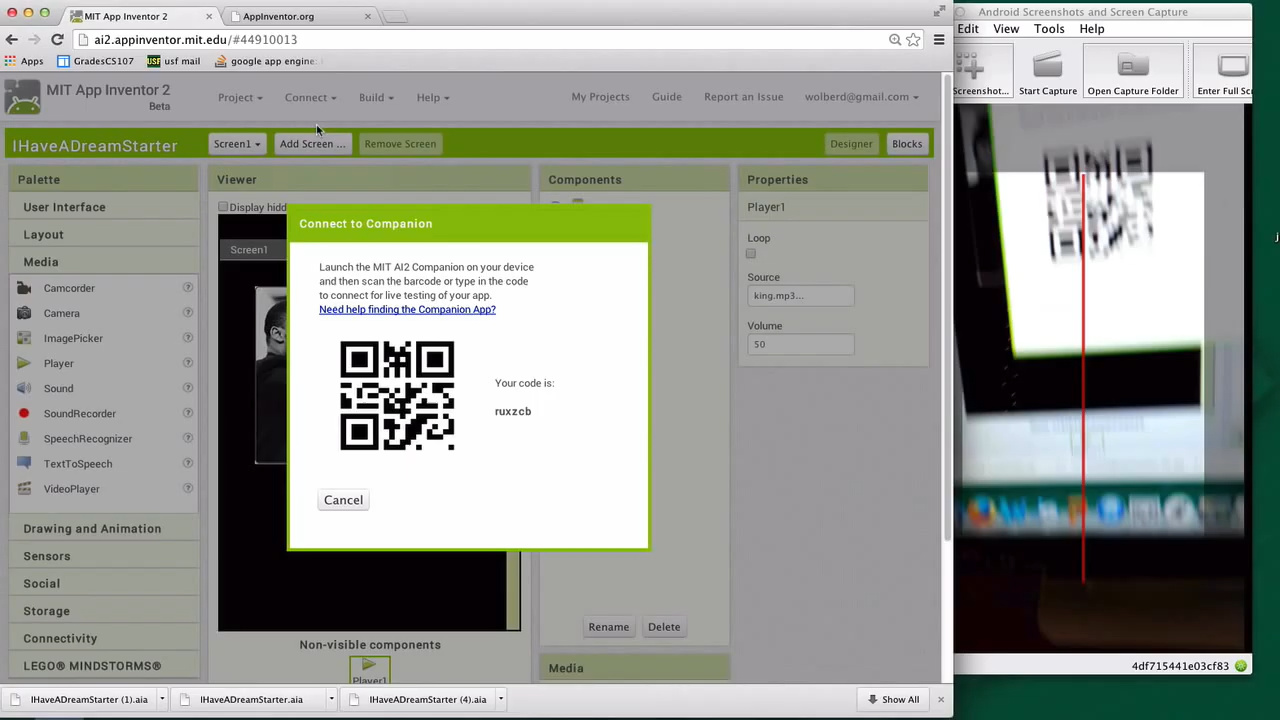 MIT App Inventor 2
AppInventor.org
Android Screenshots and Screen Capture
ai2.appinventor.mit.edu/#44910013
Edit View Tools Help
Apps GradesCS107 usf mail google app engine:
Screenshot... Start Capture Open Capture Folder Enter Full Scr
MIT App Inventor 2
Beta
Project Connect Build Help
My Projects Guide Report an Issue wolberd@gmail.com
IHaveADreamStarter
Screen1 Add Screen ... Remove Screen
Designer Blocks
Palette
User Interface
Layout
Media
Camcorder
Camera
ImagePicker
Player
Sound
SoundRecorder
SpeechRecognizer
TextToSpeech
VideoPlayer
Drawing and Animation
Sensors
Social
Storage
Connectivity
LEGO® MINDSTORMS®
Viewer
Display hidd
Screen1
Connect to Companion
Launch the MIT AI2 Companion on your device
and then scan the barcode or type in the code
to connect for live testing of your app.
Need help finding the Companion App?
Your code is:
ruxzcb
Cancel
Non-visible components
Player1
Components
Rename Delete
Media
Properties
Player1
Loop
Source
king.mp3...
Volume
50
4df715441e03cf83
IHaveADreamStarter (1).aia
IHaveADreamStarter.aia
IHaveADreamStarter (4).aia
Show All